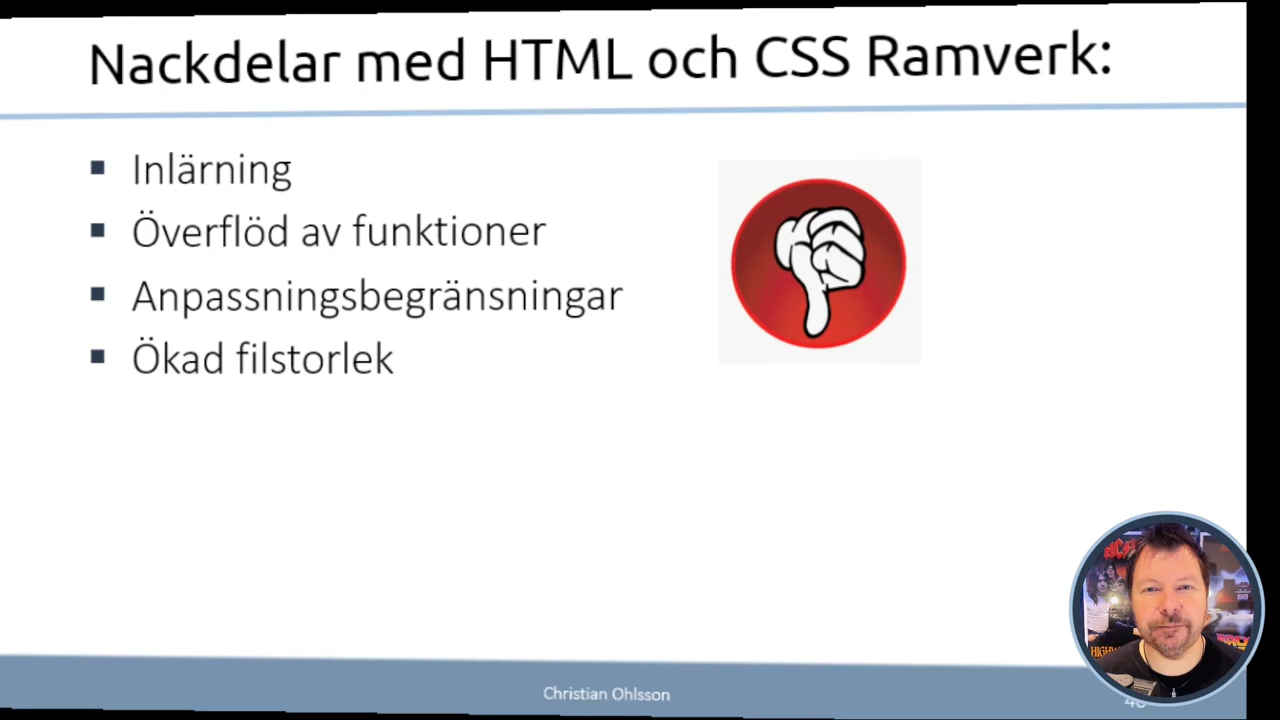 Nackdelar med HTML och CSS Ramverk:
Inlärning
Överflöd av funktioner
Anpassningsbegränsningar
Ökad filstorlek
Christian Ohlsson